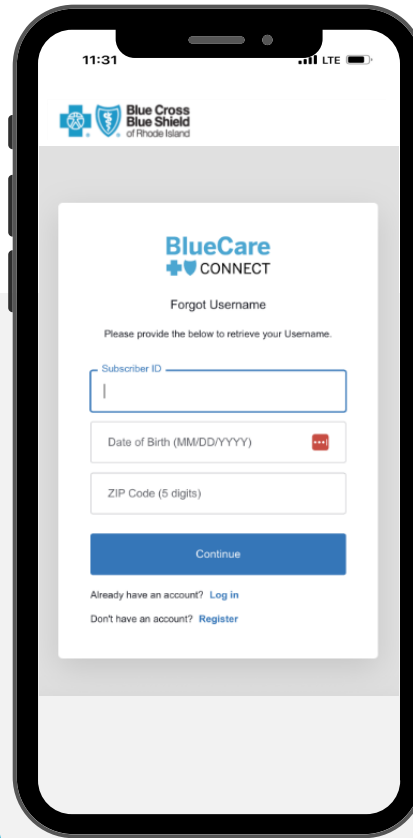 11:31
LTE
Blue Cross
Blue Shield
of Rhode Island
BlueCare
CONNECT
Forgot Username
Please provide the below to retrieve your Username.
Subscriber ID
Date of Birth (MM/DD/YYYY)
ZIP Code (5 digits)
Continue
Already have an account? Log in
Don't have an account? Register